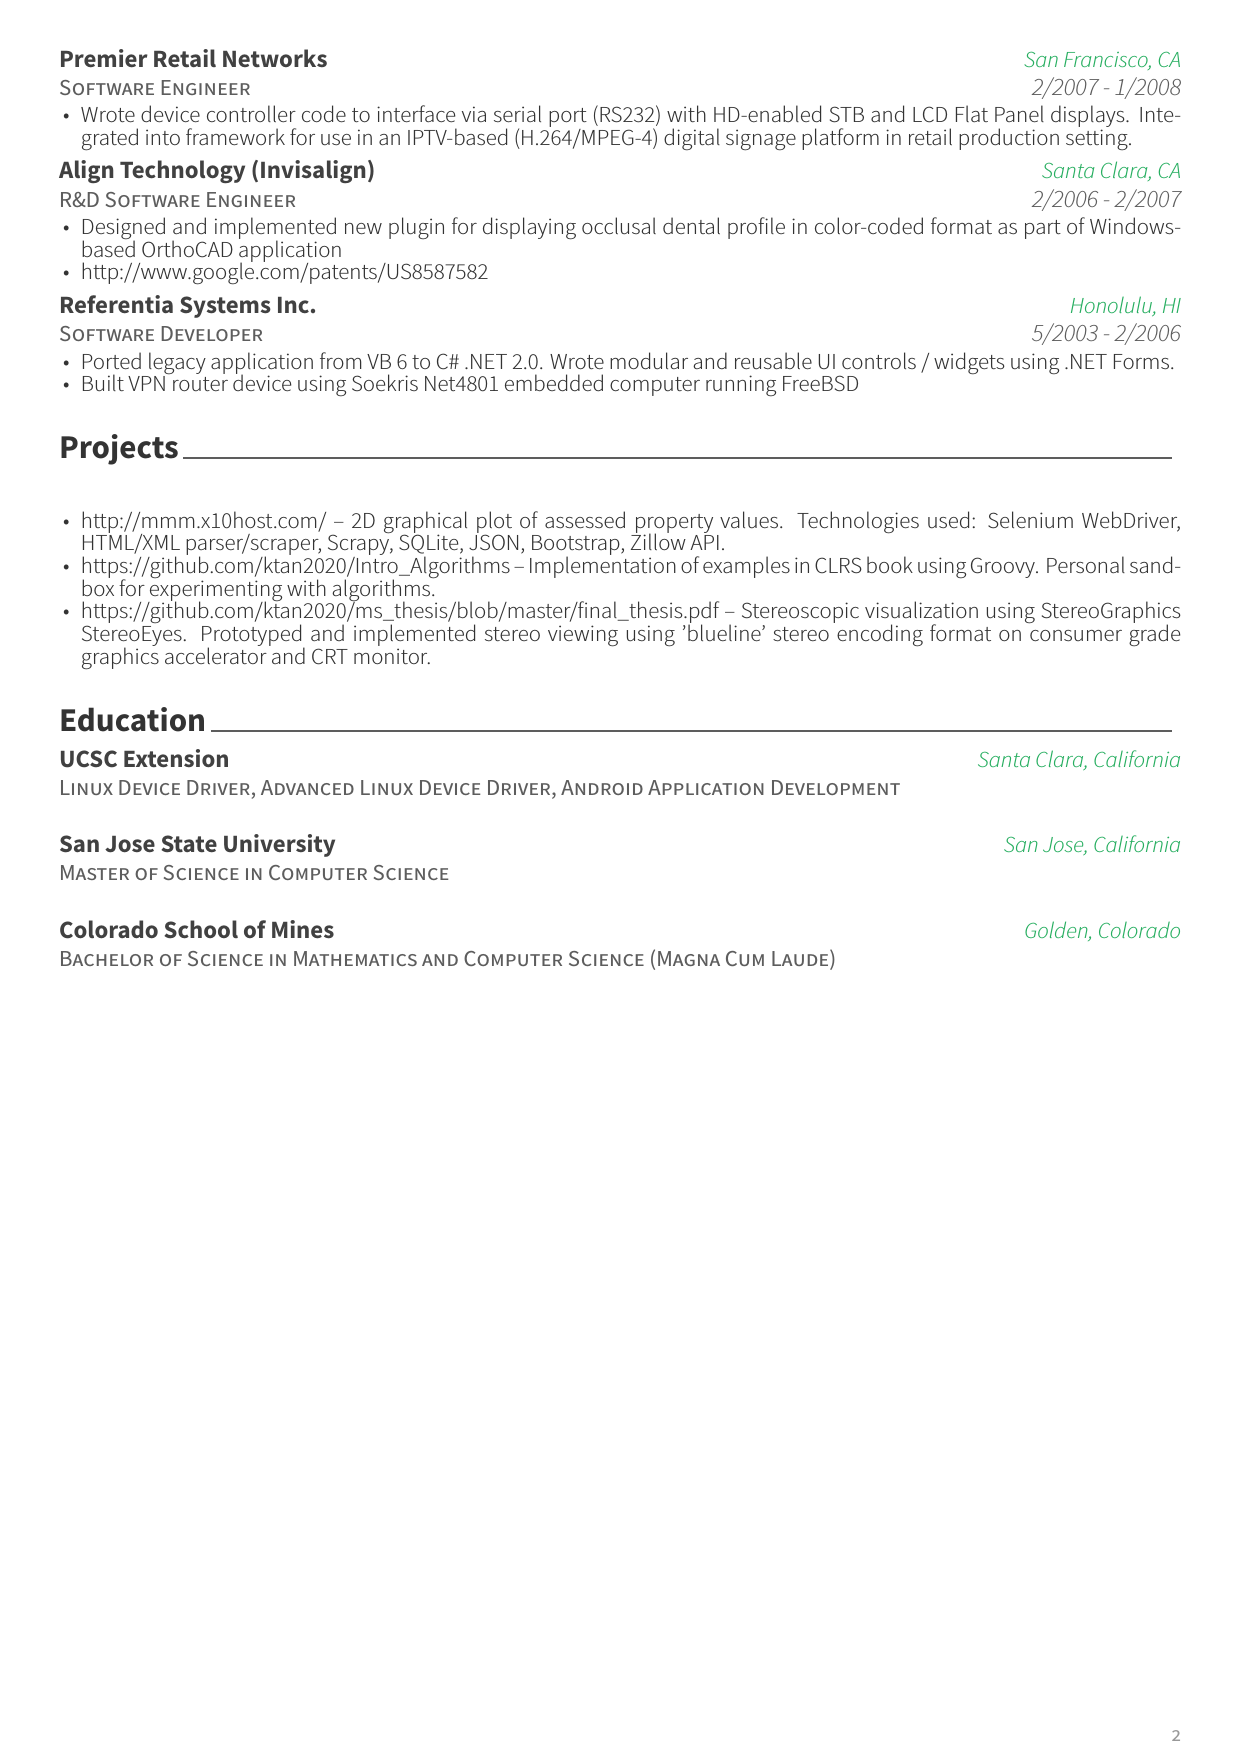 Premier Retail Networks San Francisco, CA
Software Engineer 2/2007 - 1/2008
• Wrote device controller code to interface via serial port (RS232) with HD-enabled STB and LCD Flat Panel displays. Inte-
grated into framework for use in an IPTV-based (H.264/MPEG-4) digital signage platform in retail production setting.
Align Technology (Invisalign) Santa Clara, CA
R&D Software Engineer 2/2006 - 2/2007
• Designed and implemented new plugin for displaying occlusal dental profile in color-coded format as part of Windows-
based OrthoCAD application
• http://www.google.com/patents/US8587582
Referentia Systems Inc. Honolulu, HI
Software Developer 5/2003 - 2/2006
• Ported legacy application from VB 6 to C# .NET 2.0. Wrote modular and reusable UI controls / widgets using .NET Forms.
• Built VPN router device using Soekris Net4801 embedded computer running FreeBSD
Projects
• http://mmm.x10host.com/ – 2D graphical plot of assessed property values. Technologies used: Selenium WebDriver,
HTML/XML parser/scraper, Scrapy, SQLite, JSON, Bootstrap, Zillow API.
• https://github.com/ktan2020/Intro_Algorithms – Implementation of examples in CLRS book using Groovy. Personal sand-
box for experimenting with algorithms.
• https://github.com/ktan2020/ms_thesis/blob/master/final_thesis.pdf – Stereoscopic visualization using StereoGraphics
StereoEyes. Prototyped and implemented stereo viewing using ’blueline’ stereo encoding format on consumer grade
graphics accelerator and CRT monitor.
Education
UCSC Extension Santa Clara, California
Linux Device Driver, Advanced Linux Device Driver, Android Application Development
San Jose State University San Jose, California
Master of Science in Computer Science
Colorado School of Mines Golden, Colorado
Bachelor of Science in Mathematics and Computer Science (Magna Cum Laude)
2